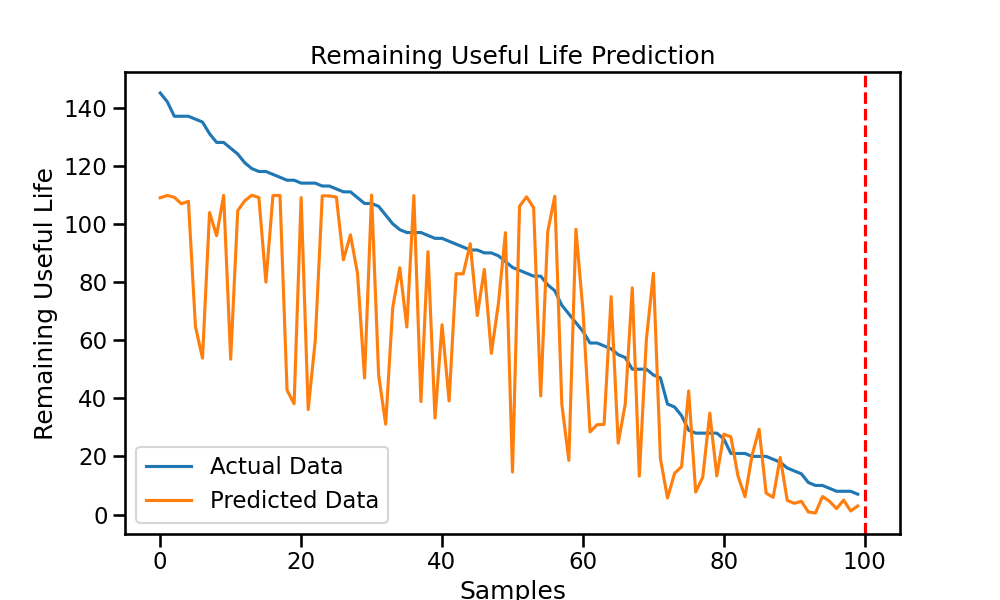 Remaining Useful Life Prediction
Remaining Useful Life
140
120
100
80
60
40
20
0
Actual Data
Predicted Data
0 20 40 60 80 100
Samples